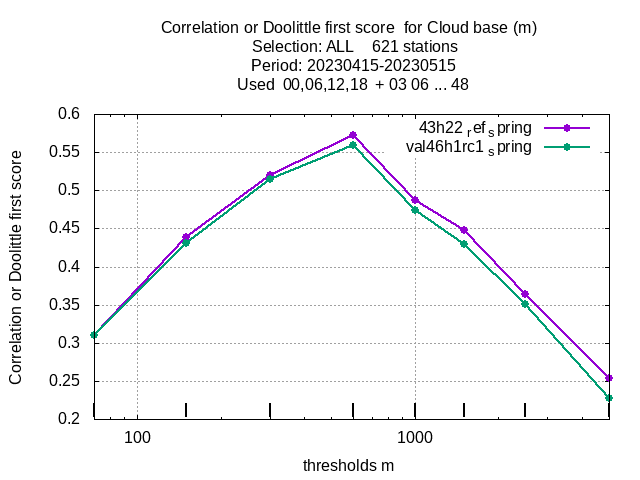 Correlation or Doolittle first score for Cloud base (m)
Selection: ALL 621 stations
Period: 20230415-20230515
Used 00,06,12,18 + 03 06 ... 48
43h22 ref spring
val46h1rc1 spring
Correlation or Doolittle first score
0.6
0.55
0.5
0.45
0.4
0.35
0.3
0.25
0.2
100 1000
thresholds m